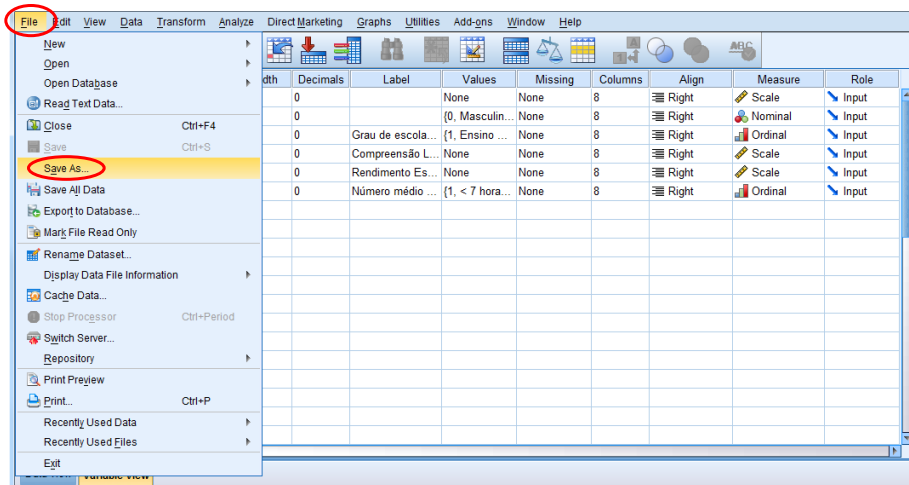 File Edit View Data Transform Analyze Direct Marketing Graphs Utilities Add-ons Window Help
New
Open
Open Database
Read Text Data...
Close Ctrl+F4
Save Ctrl+S
Save As...
Save All Data
Export to Database...
Mark File Read Only
Rename Dataset...
Display Data File Information
Cache Data...
Stop Processor Ctrl+Period
Switch Server...
Repository
Print Preview
Print... Ctrl+P
Recently Used Data
Recently Used Files
Exit
dth Decimals Label Values Missing Columns Align Measure Role
0 None None 8 Right Scale Input
0 {0, Masculin... None 8 Right Nominal Input
0 Grau de escola... {1, Ensino ... None 8 Right Ordinal Input
0 Compreensão L... None None 8 Right Scale Input
0 Rendimento Es... None None 8 Right Scale Input
0 Número médio ... {1, < 7 hora... None 8 Right Ordinal Input
Data View Variable View